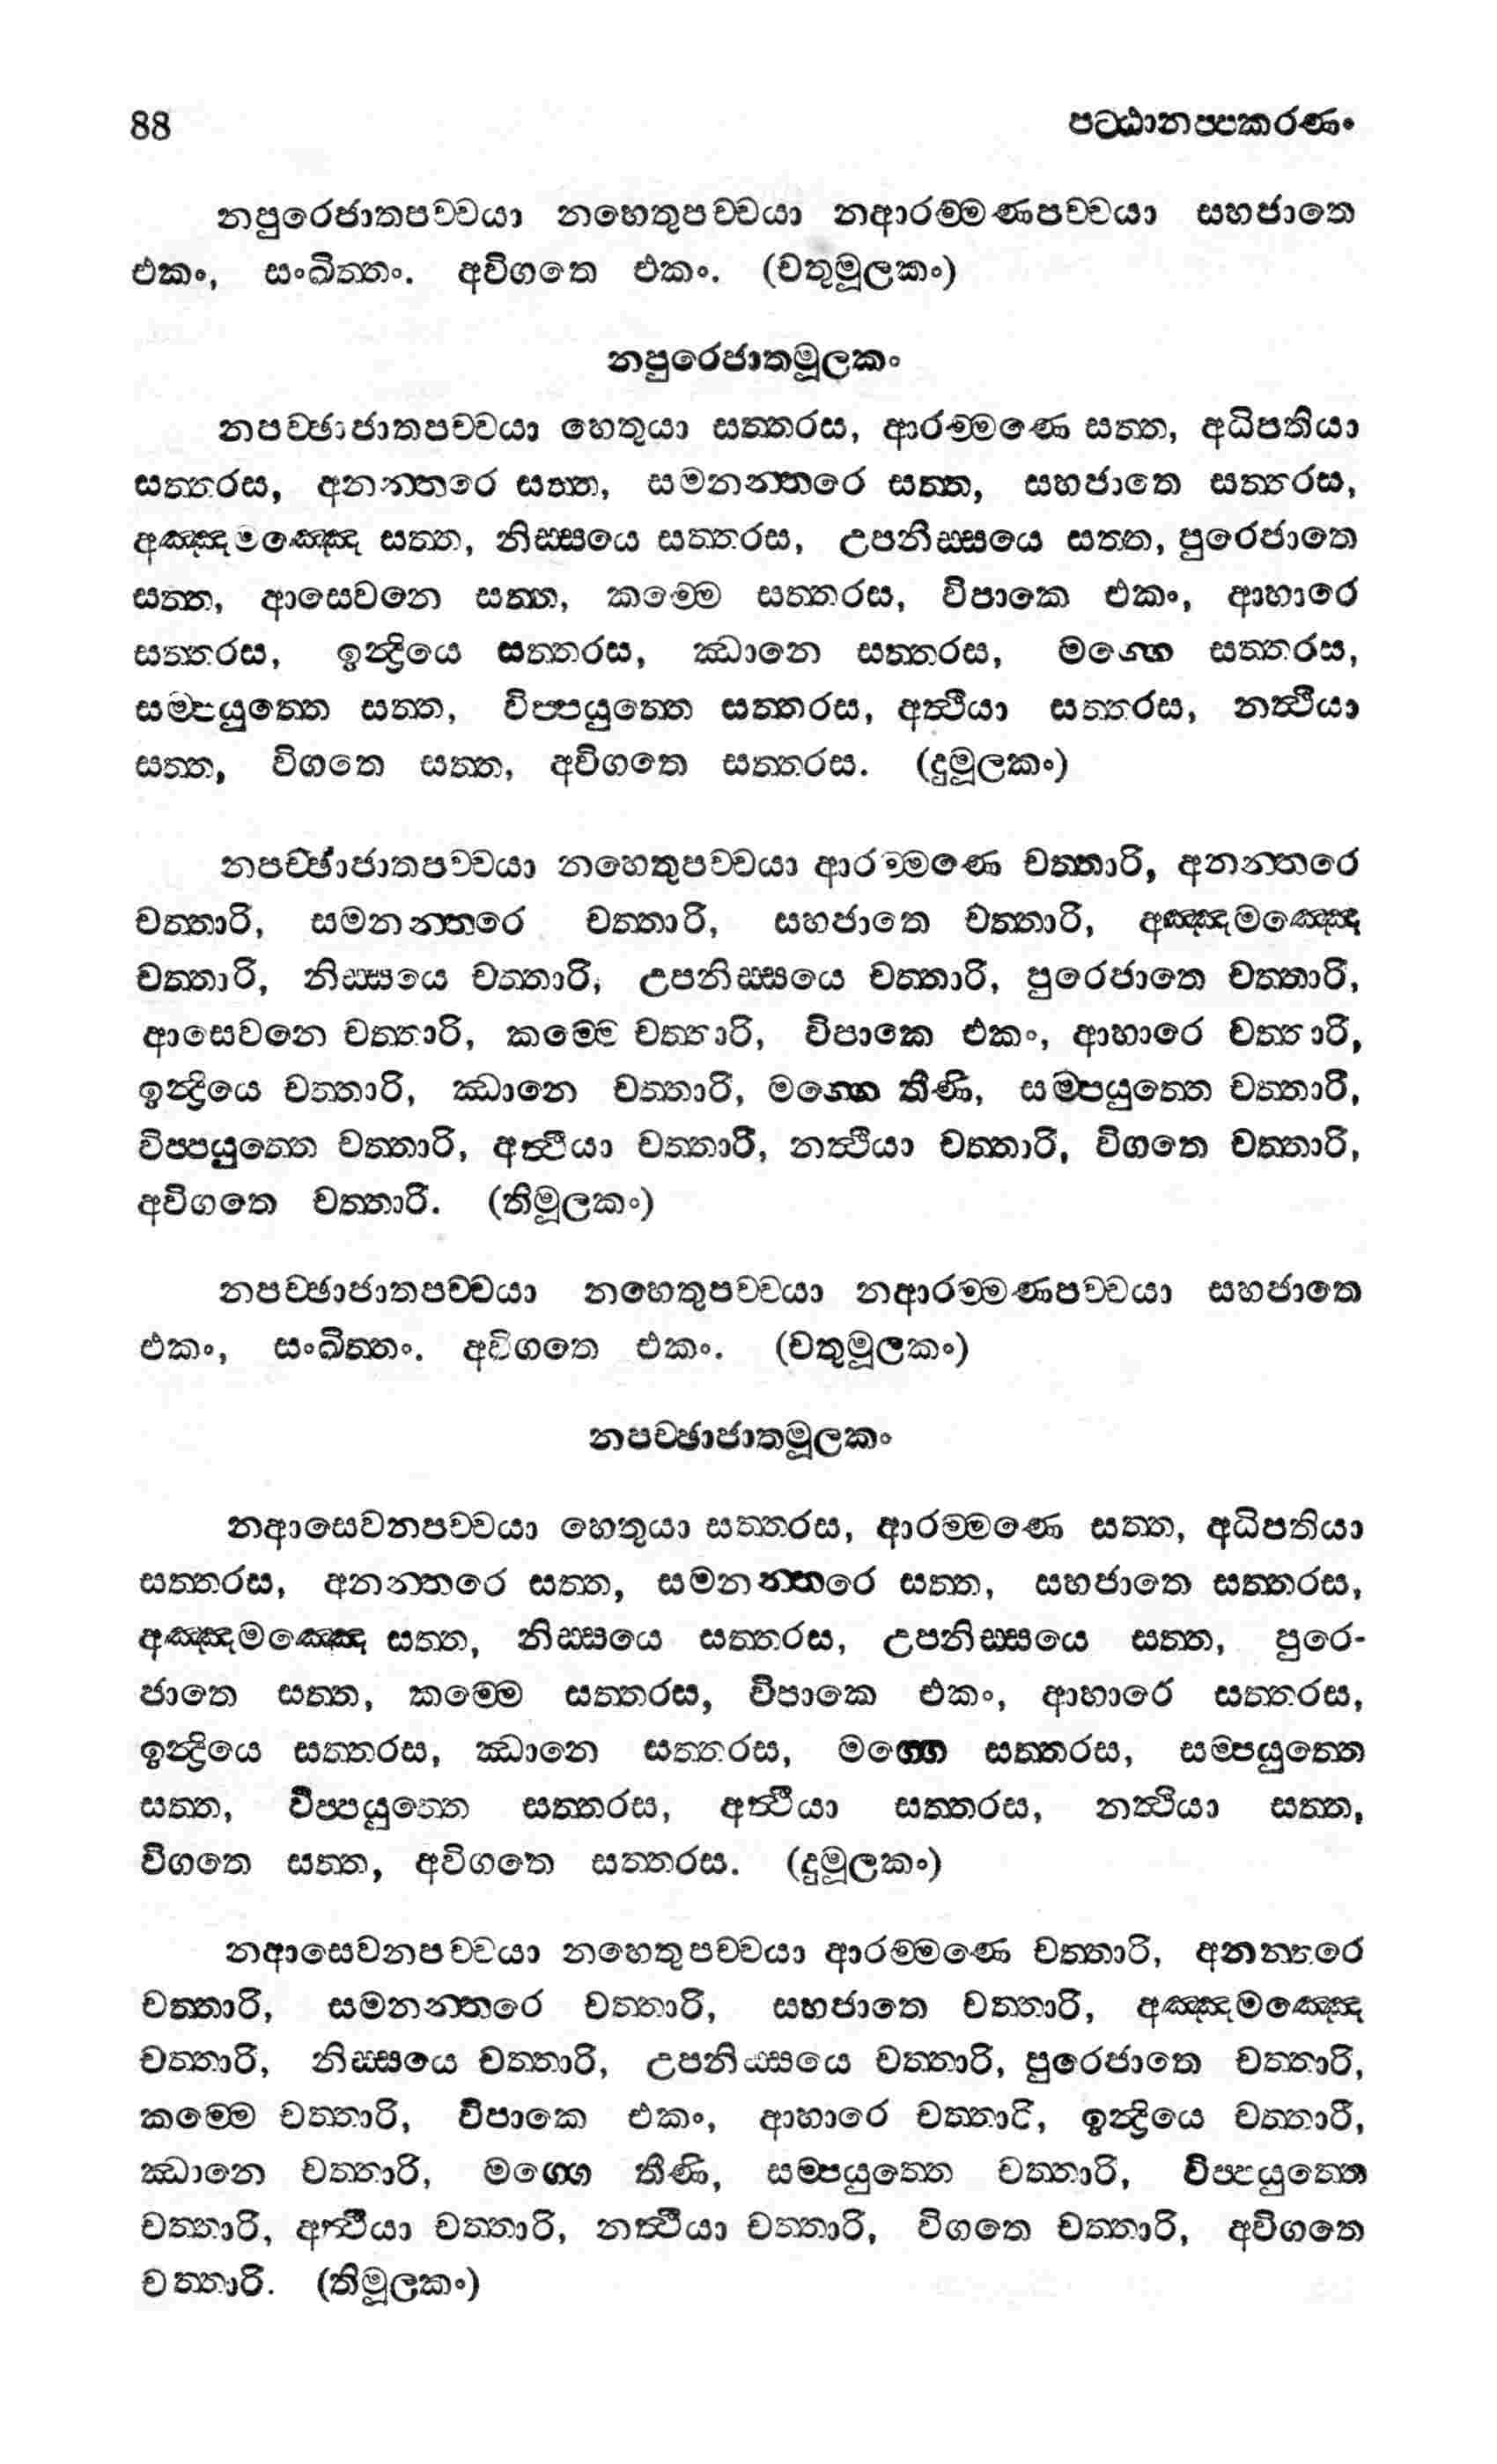 88 පට්ඨානප්පකරණං
නපුරෙජාතපච්චයා නහෙතුපච්චයා නආරම්මණපච්චයා සහජාතෙ
එකං, සංඛිත්තං. අවිගතෙ එකං. (චතුමූලකං)
නපුරෙජාතමූලකං
නපච්ඡාජාතපච්චයා හෙතුයා සත්තරස, ආරම්මණෙ සත්ත, අධිපතියා
සත්තරස, අනන්තරෙ සත්ත, සමනන්තරෙ සත්ත, සහජාතෙ සත්තරස,
අඤ්ඤමඤ්ඤෙ සත්ත, නිස්සයෙ සත්තරස, උපනිස්සයෙ සත්ත, පුරෙජාතෙ
සත්ත, ආසෙවනෙ සත්ත, කම්මෙ සත්තරස, විපාකෙ එකං, ආහාරෙ
සත්තරස, ඉන්ද්‍රියෙ සත්තරස, ඣානෙ සත්තරස, මග්ගෙ සත්තරස,
සම්පයුත්තෙ සත්ත, විප්පයුත්තෙ සත්තරස, අත්ථියා සත්තරස, නත්ථියා
සත්ත, විගතෙ සත්ත, අවිගතෙ සත්තරස. (දුමූලකං)
නපච්ඡාජාතපච්චයා නහෙතුපච්චයා ආරම්මණෙ චත්තාරි, අනන්තරෙ
චත්තාරි, සමනන්තරෙ චත්තාරි, සහජාතෙ චත්තාරි, අඤ්ඤමඤ්ඤෙ
චත්තාරි, නිස්සයෙ චත්තාරි, උපනිස්සයෙ චත්තාරි, පුරෙජාතෙ චත්තාරි,
ආසෙවනෙ චත්තාරි, කම්මෙ චත්තාරි, විපාකෙ එකං, ආහාරෙ චත්තාරි,
ඉන්ද්‍රියෙ චත්තාරි, ඣානෙ චත්තාරි, මග්ගෙ තීණි, සම්පයුත්තෙ චත්තාරි,
විප්පයුත්තෙ චත්තාරි, අත්ථියා චත්තාරි, නත්ථියා චත්තාරි, විගතෙ චත්තාරි,
අවිගතෙ චත්තාරි. (තිමූලකං)
නපච්ඡාජාතපච්චයා නහෙතුපච්චයා නආරම්මණපච්චයා සහජාතෙ
එකං, සංඛිත්තං. අවිගතෙ එකං. (චතුමූලකං)
නපච්ඡාජාතමූලකං
නආසෙවනපච්චයා හෙතුයා සත්තරස, ආරම්මණෙ සත්ත, අධිපතියා
සත්තරස, අනන්තරෙ සත්ත, සමනන්තරෙ සත්ත, සහජාතෙ සත්තරස,
අඤ්ඤමඤ්ඤෙ සත්ත, නිස්සයෙ සත්තරස, උපනිස්සයෙ සත්ත, පුරෙ-
ජාතෙ සත්ත, කම්මෙ සත්තරස, විපාකෙ එකං, ආහාරෙ සත්තරස,
ඉන්ද්‍රියෙ සත්තරස, ඣානෙ සත්තරස, මග්ගෙ සත්තරස, සම්පයුත්තෙ
සත්ත, විප්පයුත්තෙ සත්තරස, අත්ථියා සත්තරස, නත්ථියා සත්ත,
විගතෙ සත්ත, අවිගතෙ සත්තරස. (දුමූලකං)
නආසෙවනපච්චයා නහෙතුපච්චයා ආරම්මණෙ චත්තාරි, අනන්තරෙ
චත්තාරි, සමනන්තරෙ චත්තාරි, සහජාතෙ චත්තාරි, අඤ්ඤමඤ්ඤෙ
චත්තාරි, නිස්සයෙ චත්තාරි, උපනිස්සයෙ චත්තාරි, පුරෙජාතෙ චත්තාරි,
කම්මෙ චත්තාරි, විපාකෙ එකං, ආහාරෙ චත්තාරි, ඉන්ද්‍රියෙ චත්තාරි,
ඣානෙ චත්තාරි, මග්ගෙ තීණි, සම්පයුත්තෙ චත්තාරි, විප්පයුත්තෙ
චත්තාරි, අත්ථියා චත්තාරි, නත්ථියා චත්තාරි, විගතෙ චත්තාරි, අවිගතෙ
චත්තාරි. (තිමූලකං)